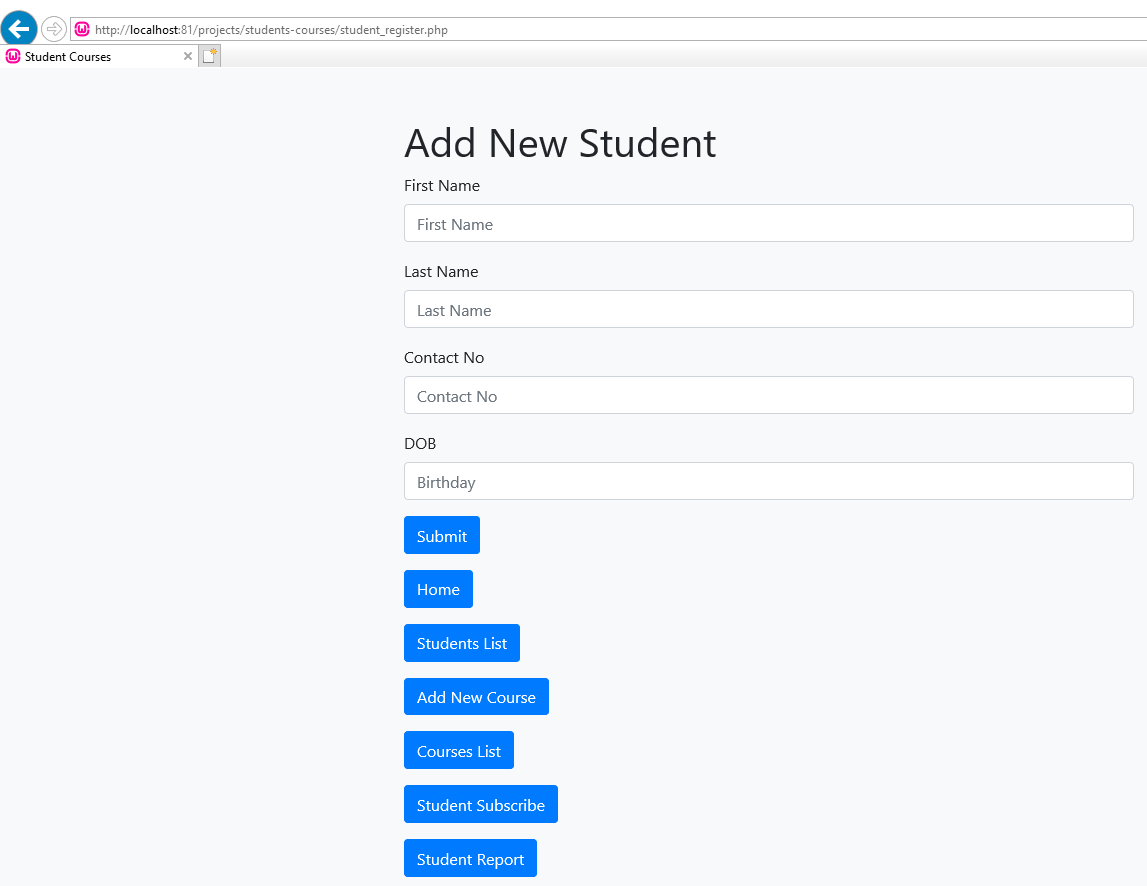 http://localhost:81/projects/students-courses/student_register.php
Student Courses
Add New Student
First Name
First Name
Last Name
Last Name
Contact No
Contact No
DOB
Birthday
Submit
Home
Students List
Add New Course
Courses List
Student Subscribe
Student Report